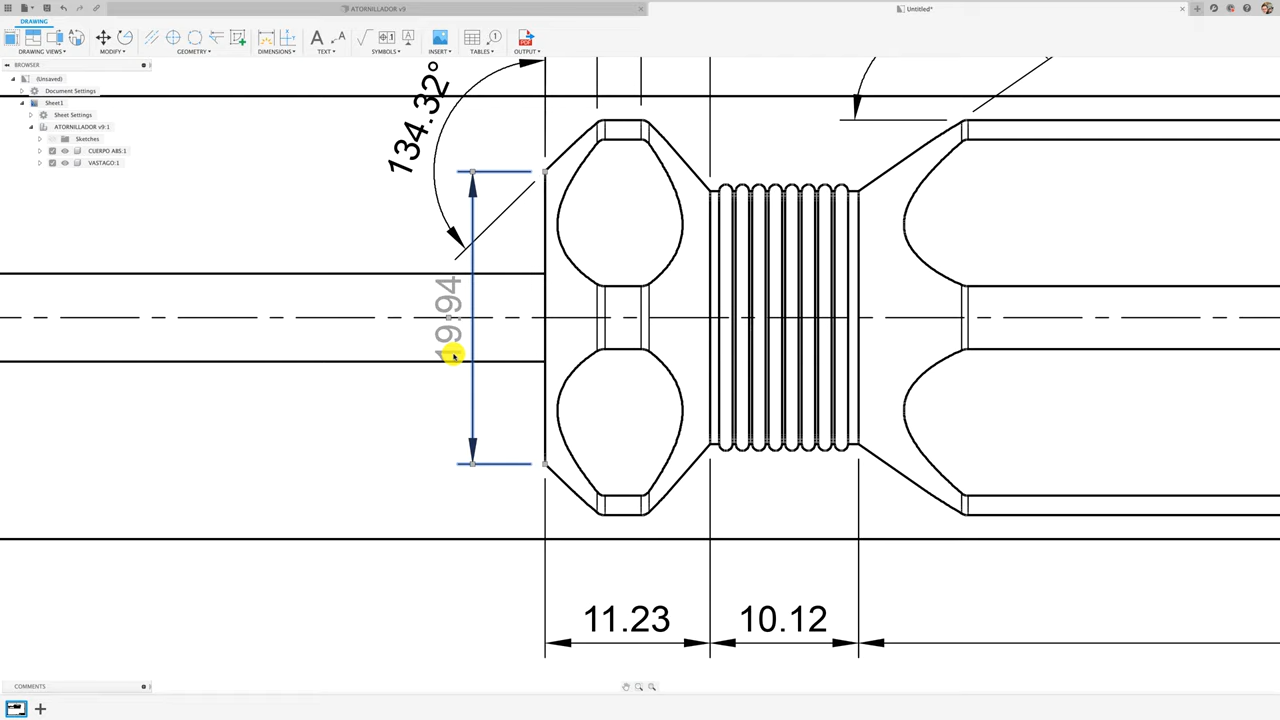 ATORNILLADOR v9
Untitled*
DRAWING
DRAWING VIEWS
MODIFY
GEOMETRY
DIMENSIONS
TEXT
SYMBOLS
INSERT
TABLES
OUTPUT
BROWSER
(Unsaved)
Document Settings
Sheet1
Sheet Settings
ATORNILLADOR v9:1
Sketches
CUERPO ABS:1
VASTAGO:1
134.32°
19.94
11.23
10.12
COMMENTS